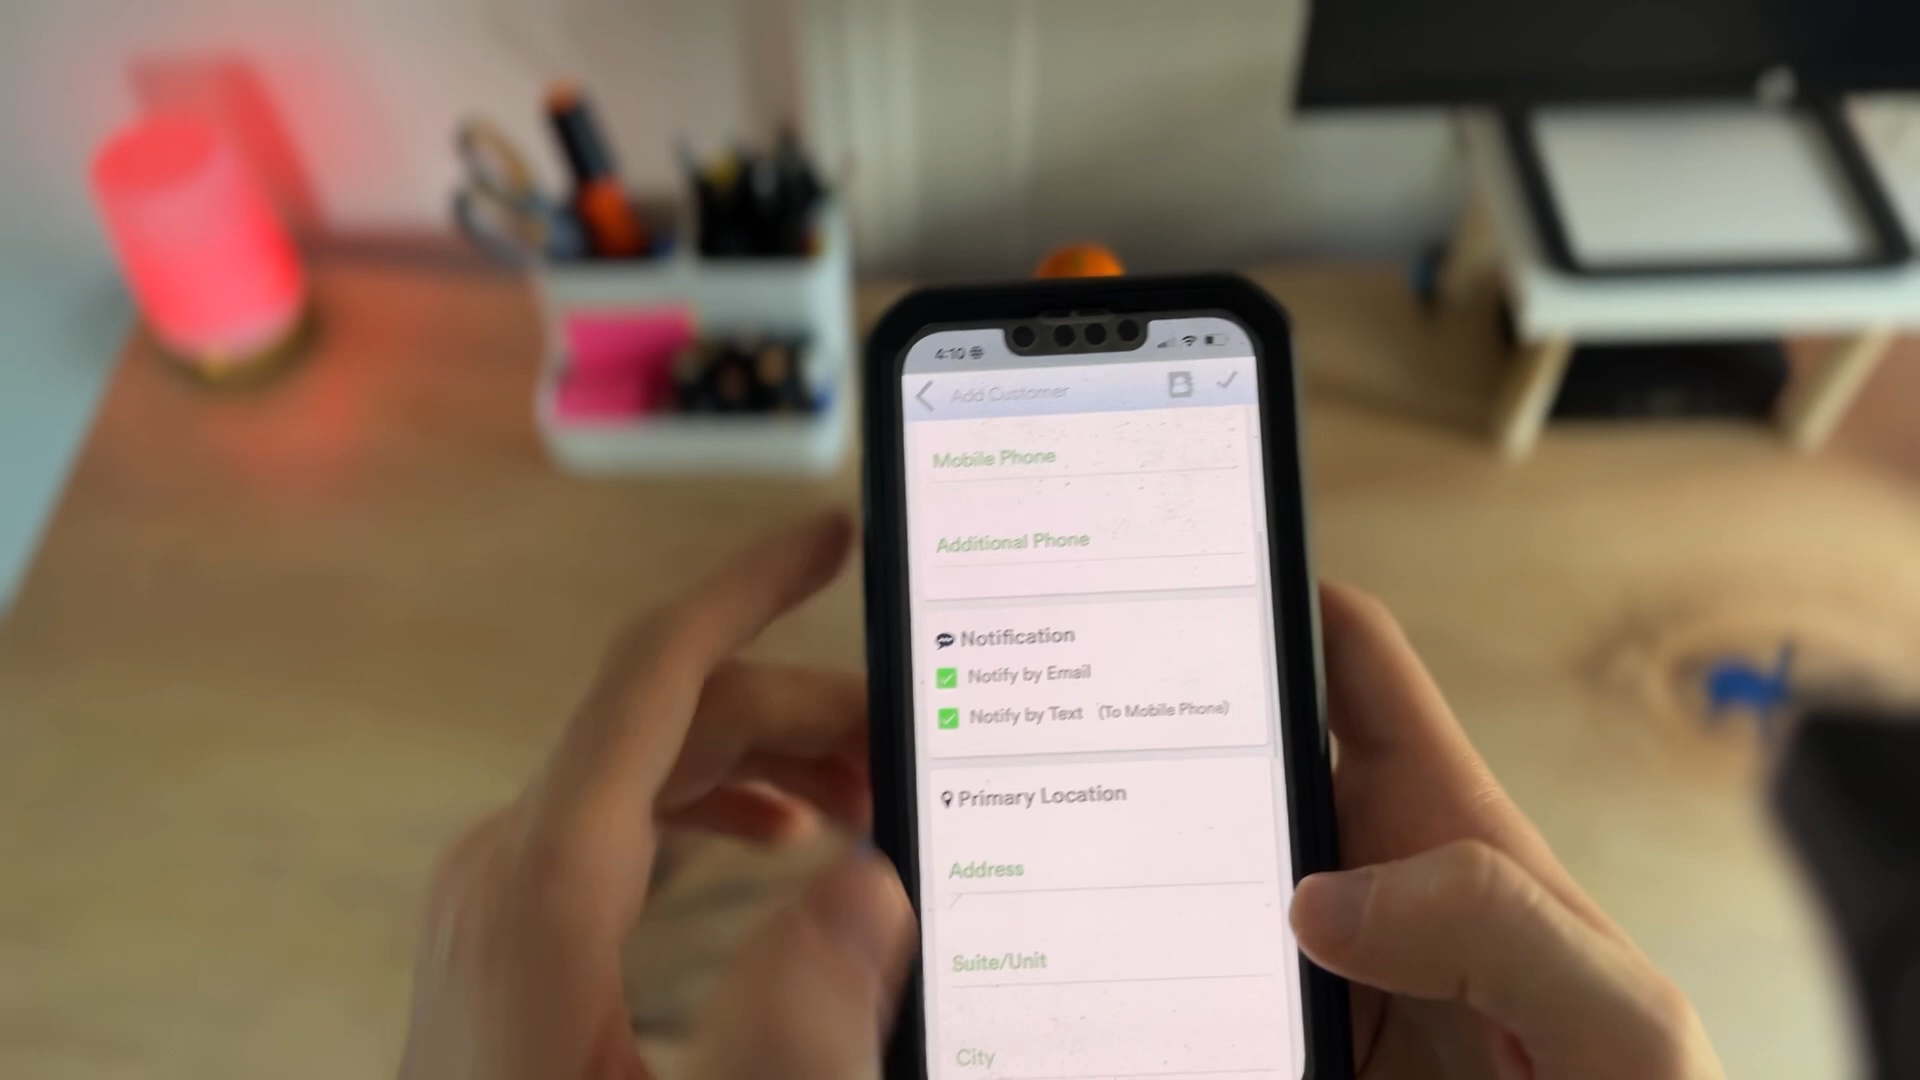 4:10
Add Customer
Mobile Phone
Additional Phone
Notification
Notify by Email
Notify by Text (To Mobile Phone)
Primary Location
Address
Suite/Unit
City